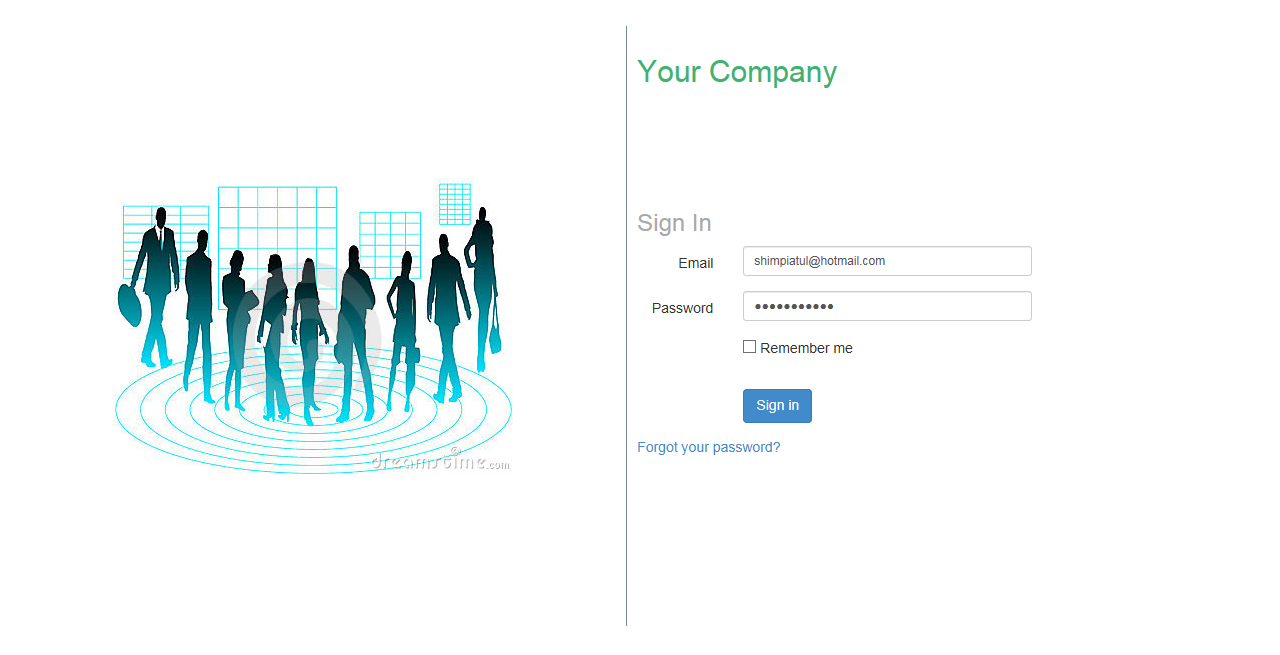 Your Company
Sign In
Email shimpiatul@hotmail.com
Password •••••••••••
Remember me
Sign in
Forgot your password?
dreamstime.com